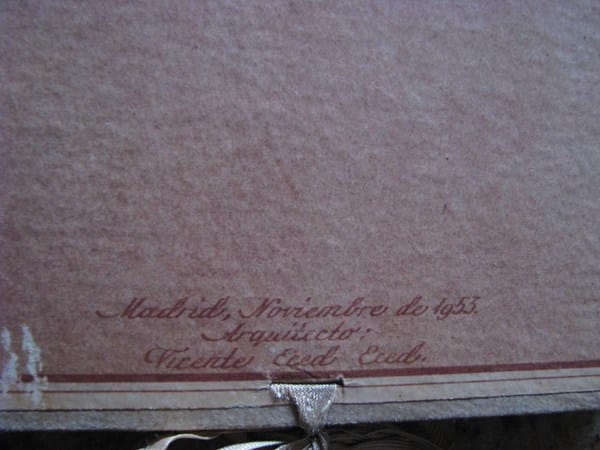 Madrid, Noviembre de 1953.
Arquitecto:
Vicente Eced Eced.